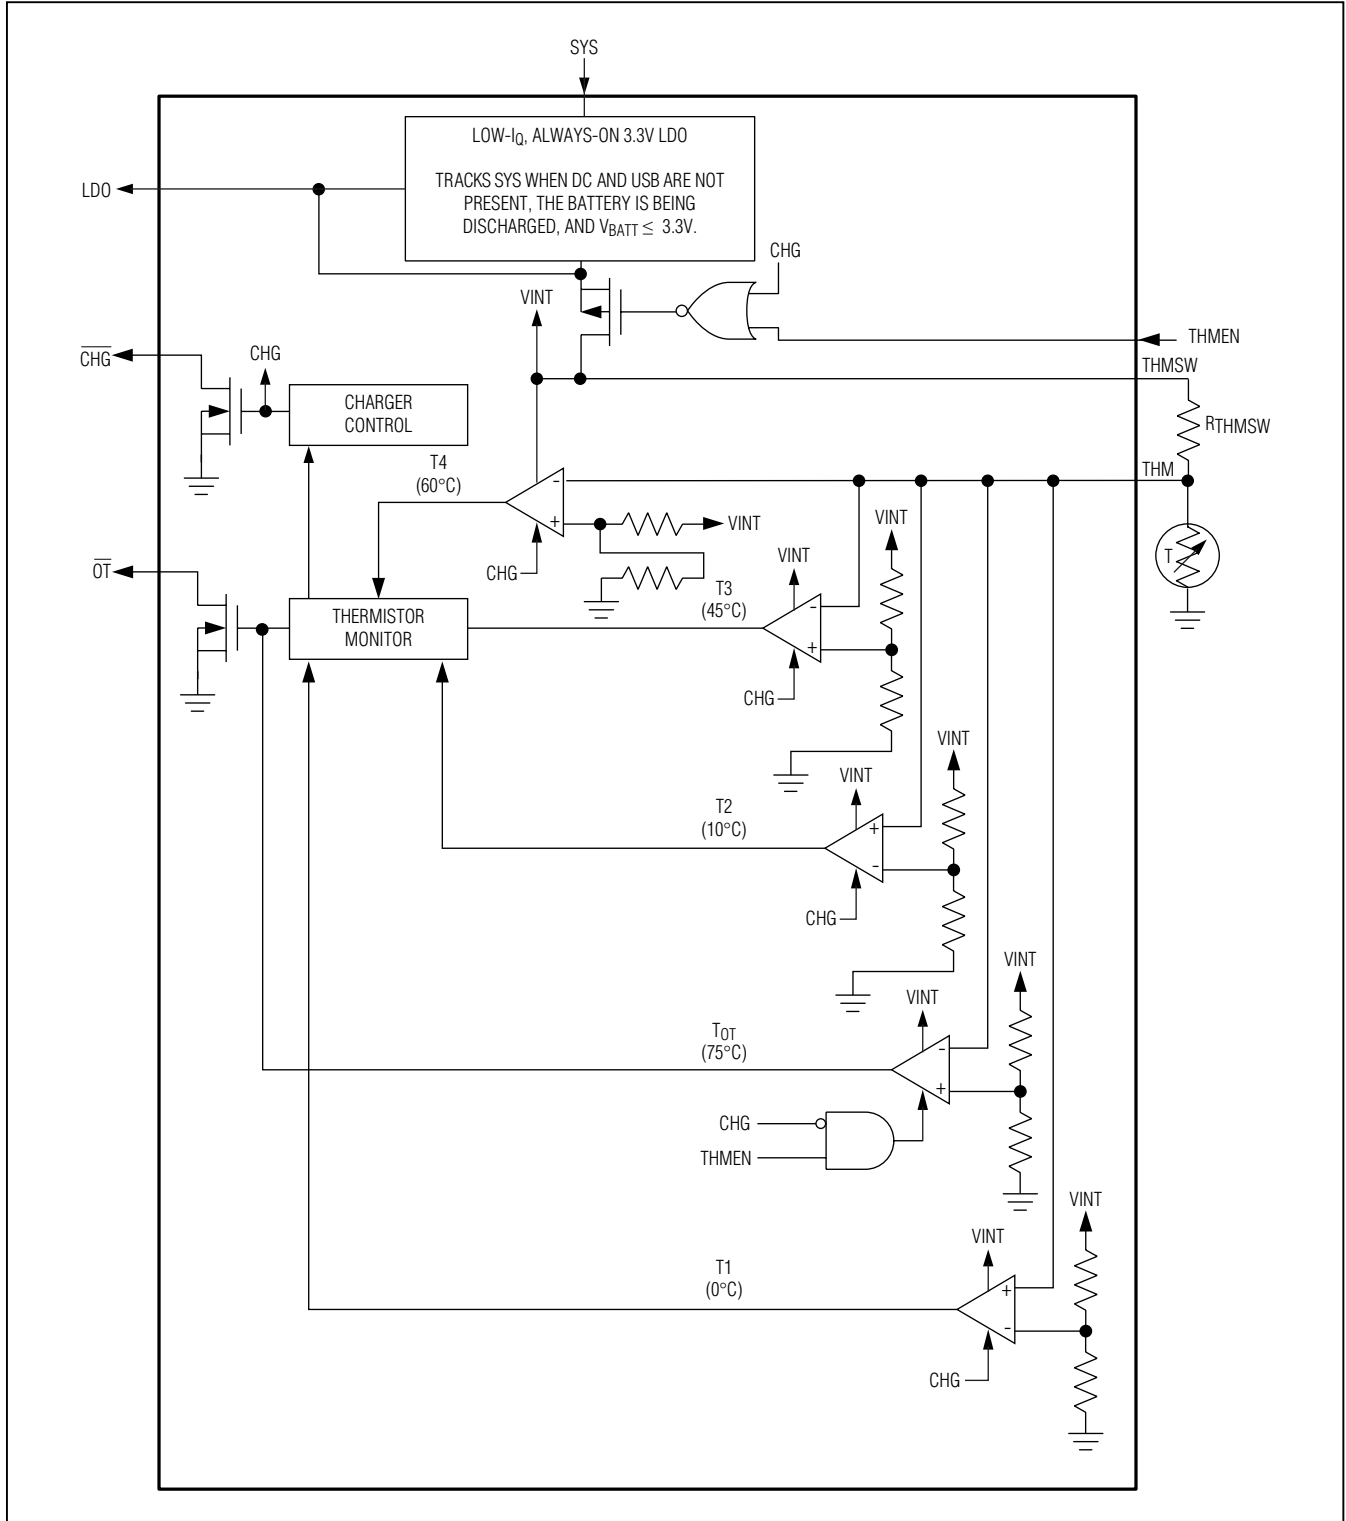 SYS
LOW-IQ, ALWAYS-ON 3.3V LDO
TRACKS SYS WHEN DC AND USB ARE NOT
PRESENT, THE BATTERY IS BEING
DISCHARGED, AND VBATT ≤ 3.3V.
LDO
CHG
VINT
THMEN
THMSW
CHG
CHG
CHARGER
CONTROL
RTHMSW
T4
(60°C)
-
+
THM
VINT
VINT
CHG
VINT
T
OT
T3
(45°C)
-
+
THERMISTOR
MONITOR
CHG
VINT
VINT
T2
(10°C)
+
-
CHG
VINT
VINT
TOT
(75°C)
-
+
CHG
THMEN
VINT
VINT
T1
(0°C)
+
-
CHG